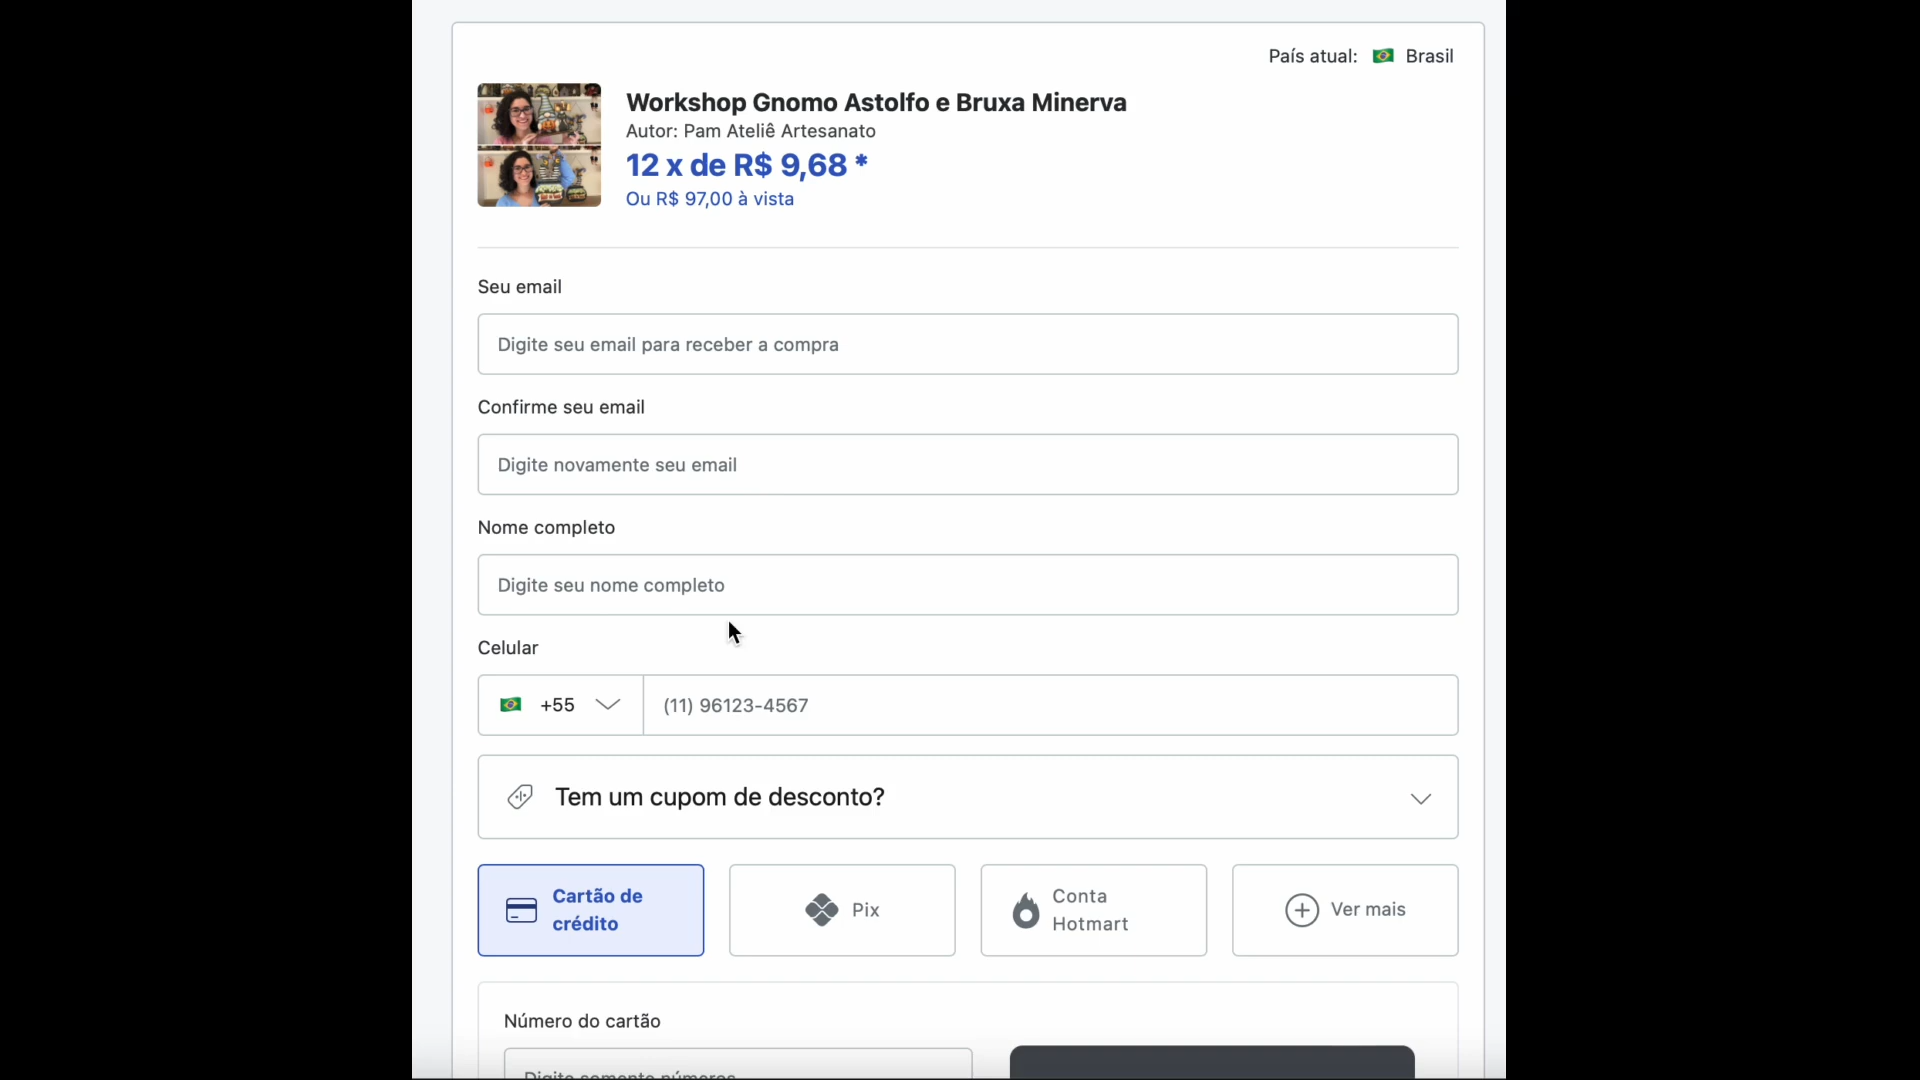 País atual: Brasil
Workshop Gnomo Astolfo e Bruxa Minerva
Autor: Pam Ateliê Artesanato
12 x de R$ 9,68 *
Ou R$ 97,00 à vista
Seu email
Digite seu email para receber a compra
Confirme seu email
Digite novamente seu email
Nome completo
Digite seu nome completo
Celular
+55 (11) 96123-4567
Tem um cupom de desconto?
Cartão de
crédito
Pix
Conta
Hotmart
Ver mais
Número do cartão
Digite somente números